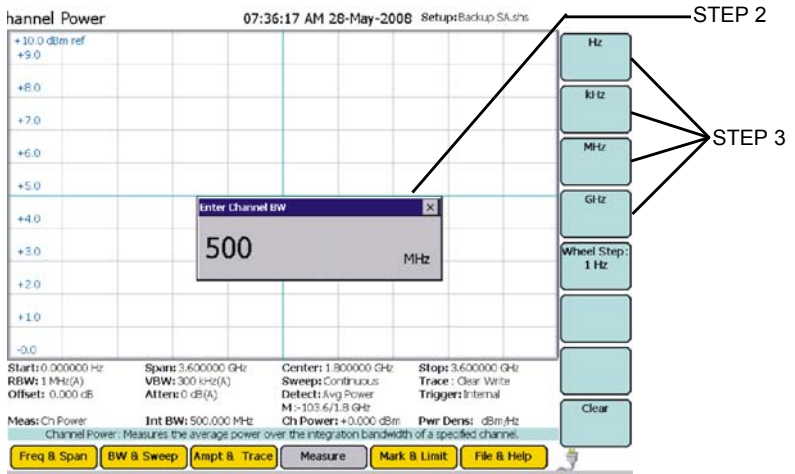 hannel Power 07:36:17 AM 28-May-2008 Setup:Backup SA.shs
STEP 2
+10.0 dBm ref
+9.0
+8.0
+7.0
+6.0
+5.0
+4.0
+3.0
+2.0
+1.0
-0.0
Enter Channel BW
500 MHz
Hz
kHz
MHz
GHz
Wheel Step:
1 Hz
Clear
STEP 3
Start: 0.000000 Hz Span: 3.600000 GHz Center: 1.800000 GHz Stop: 3.600000 GHz
RBW: 1 MHz(A) VBW: 300 kHz(A) Sweep: Continuous Trace : Clear Write
Offset: 0.000 dB Atten: 0 dB(A) Detect: Avg Power Trigger: Internal
M:-103.6/1.8 GHz
Meas: Ch Power Int BW: 500.000 MHz Ch Power: +0.000 dBm Pwr Dens: dBm/Hz
Channel Power: Measures the average power over the integration bandwidth of a specified channel.
Freq & Span BW & Sweep Ampt & Trace Measure Mark & Limit File & Help